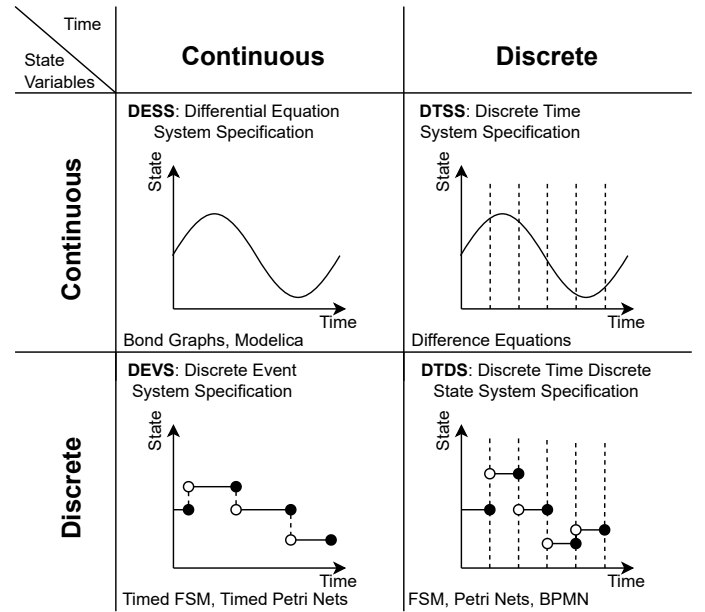 Time
State
Variables
Continuous
Discrete
Continuous
DESS: Differential Equation
System Specification
State
Time
Bond Graphs, Modelica
DTSS: Discrete Time
System Specification
State
Time
Difference Equations
Discrete
DEVS: Discrete Event
System Specification
State
Time
Timed FSM, Timed Petri Nets
DTDS: Discrete Time Discrete
State System Specification
State
Time
FSM, Petri Nets, BPMN